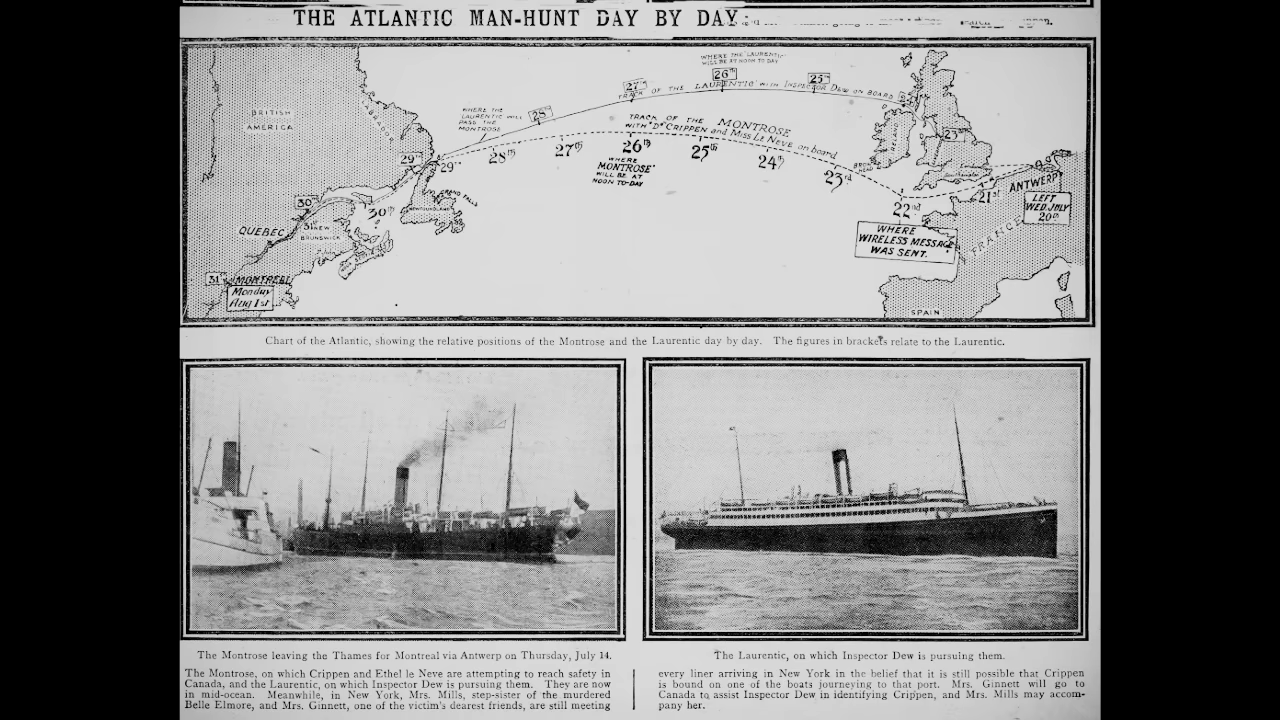 THE ATLANTIC MAN-HUNT DAY BY DAY:
WHERE THE "LAURENTIC"
WILL BE AT NOON TO-DAY
27th
26th
25th
TRACK OF THE LAURENTIC WITH INSPECTOR DEW ON BOARD
BRITISH
AMERICA
LABRADOR
WHERE THE
LAURENTIC WILL
PASS THE
MONTROSE
28th
TRACK OF THE MONTROSE
WITH "Dr CRIPPEN and MISS LE NEVE on board
IRELAND
23rd
29th
29th
28th
27th
26th
25th
24th
23rd
WHERE
MONTROSE"
WILL BE AT
NOON TO-DAY
22nd
21st
ANTWERP
LEFT
WED. JULY
20th
30th
30th
GRAND FALLS
NEWFOUNDLAND
QUEBEC
31st
NEW
BRUNSWICK
NOVA SCOTIA
WHERE
WIRELESS MESSAGE
WAS SENT.
FRANCE
31st
MONTREAL
Monday
Aug 1st
SPAIN
Chart of the Atlantic, showing the relative positions of the Montrose and the Laurentic day by day. The figures in brackets relate to the Laurentic.
The Montrose leaving the Thames for Montreal via Antwerp on Thursday, July 14.
The Laurentic, on which Inspector Dew is pursuing them.
The Montrose, on which Crippen and Ethel le Neve are attempting to reach safety in
Canada, and the Laurentic, on which Inspector Dew is pursuing them. They are now
in mid-ocean. Meanwhile, in New York, Mrs. Mills, step-sister of the murdered
Belle Elmore, and Mrs. Ginnett, one of the victim's dearest friends, are still meeting
every liner arriving in New York in the belief that it is still possible that Crippen
is bound on one of the boats journeying to that port. Mrs. Ginnett will go to
Canada to assist Inspector Dew in identifying Crippen, and Mrs. Mills may accom-
pany her.